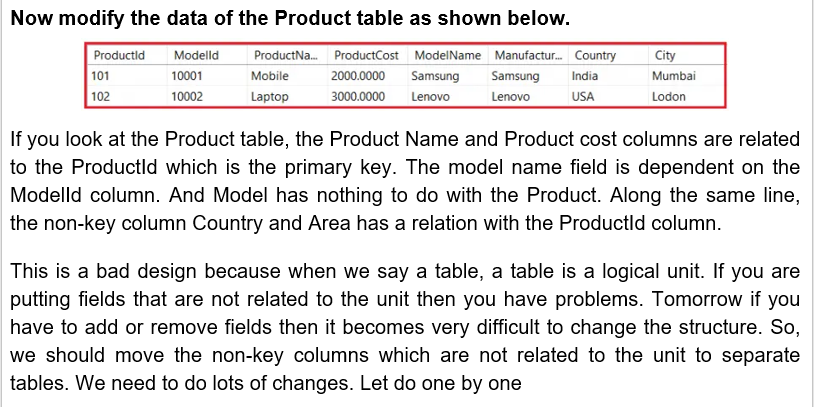 Now modify the data of the Product table as shown below.
ProductId ModelId ProductNa... ProductCost ModelName Manufactur... Country City
101 10001 Mobile 2000.0000 Samsung Samsung India Mumbai
102 10002 Laptop 3000.0000 Lenovo Lenovo USA Lodon
If you look at the Product table, the Product Name and Product cost columns are related
to the ProductId which is the primary key. The model name field is dependent on the
ModelId column. And Model has nothing to do with the Product. Along the same line,
the non-key column Country and Area has a relation with the ProductId column.
This is a bad design because when we say a table, a table is a logical unit. If you are
putting fields that are not related to the unit then you have problems. Tomorrow if you
have to add or remove fields then it becomes very difficult to change the structure. So,
we should move the non-key columns which are not related to the unit to separate
tables. We need to do lots of changes. Let do one by one